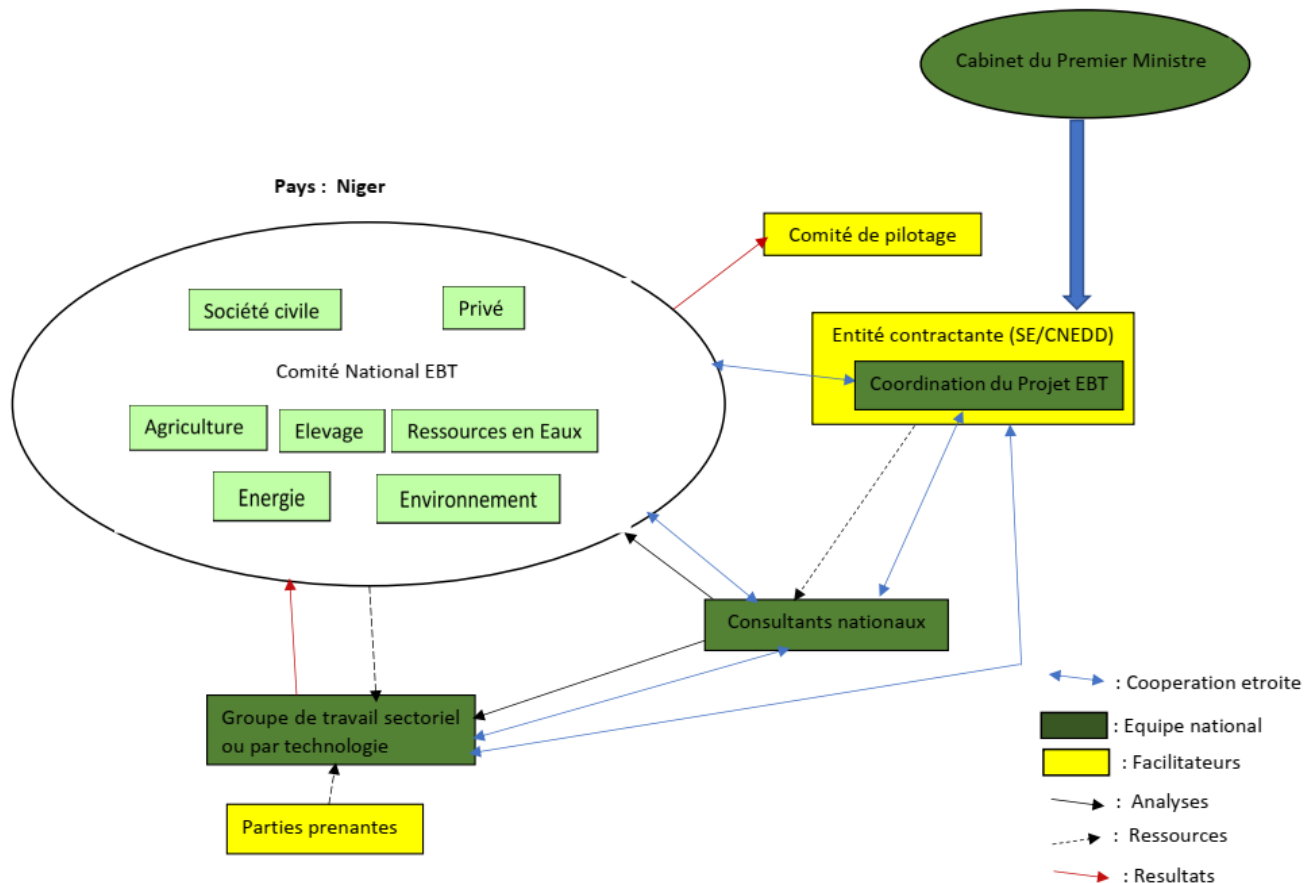 Cabinet du Premier Ministre
Pays : Niger
Comité de pilotage
Société civile
Privé
Entité contractante (SE/CNEDD)
Comité National EBT
Coordination du Projet EBT
Agriculture
Elevage
Ressources en Eaux
Energie
Environnement
Consultants nationaux
Groupe de travail sectoriel
ou par technologie
Parties prenantes
: Cooperation etroite
: Equipe national
: Facilitateurs
: Analyses
: Ressources
: Resultats